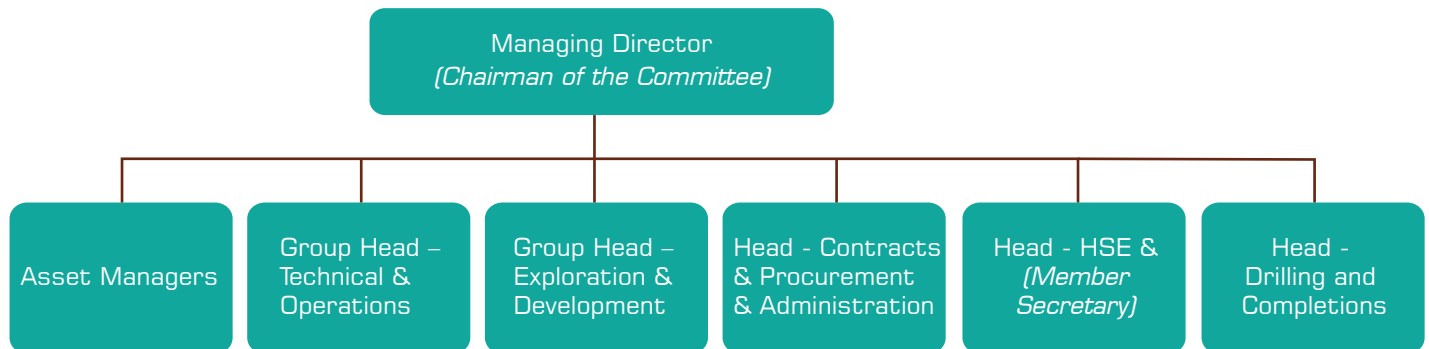 Managing Director
(Chairman of the Committee)
Asset Managers
Group Head –
Technical &
Operations
Group Head –
Exploration &
Development
Head - Contracts
& Procurement
& Administration
Head - HSE &
(Member
Secretary)
Head -
Drilling and
Completions